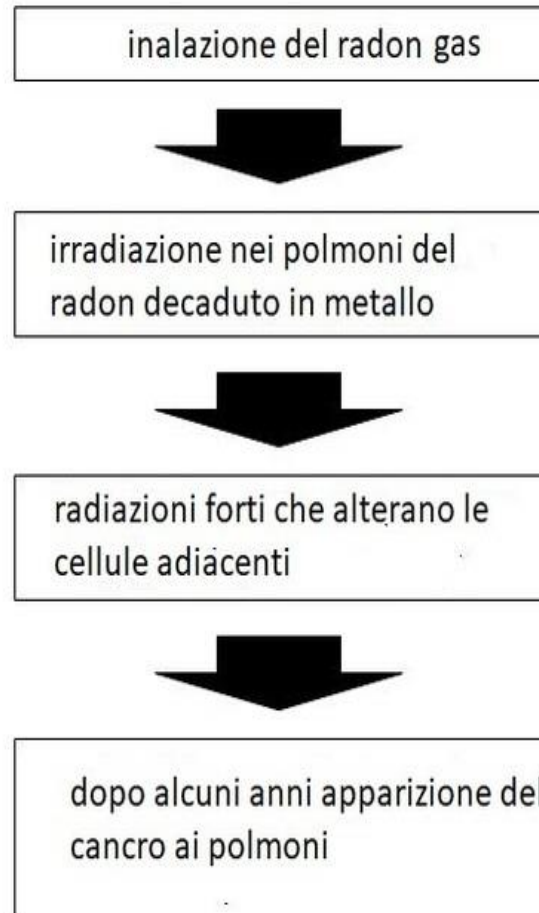 inalazione del radon gas
irradiazione nei polmoni del
radon decaduto in metallo
radiazioni forti che alterano le
cellule adiacenti
dopo alcuni anni apparizione del
cancro ai polmoni